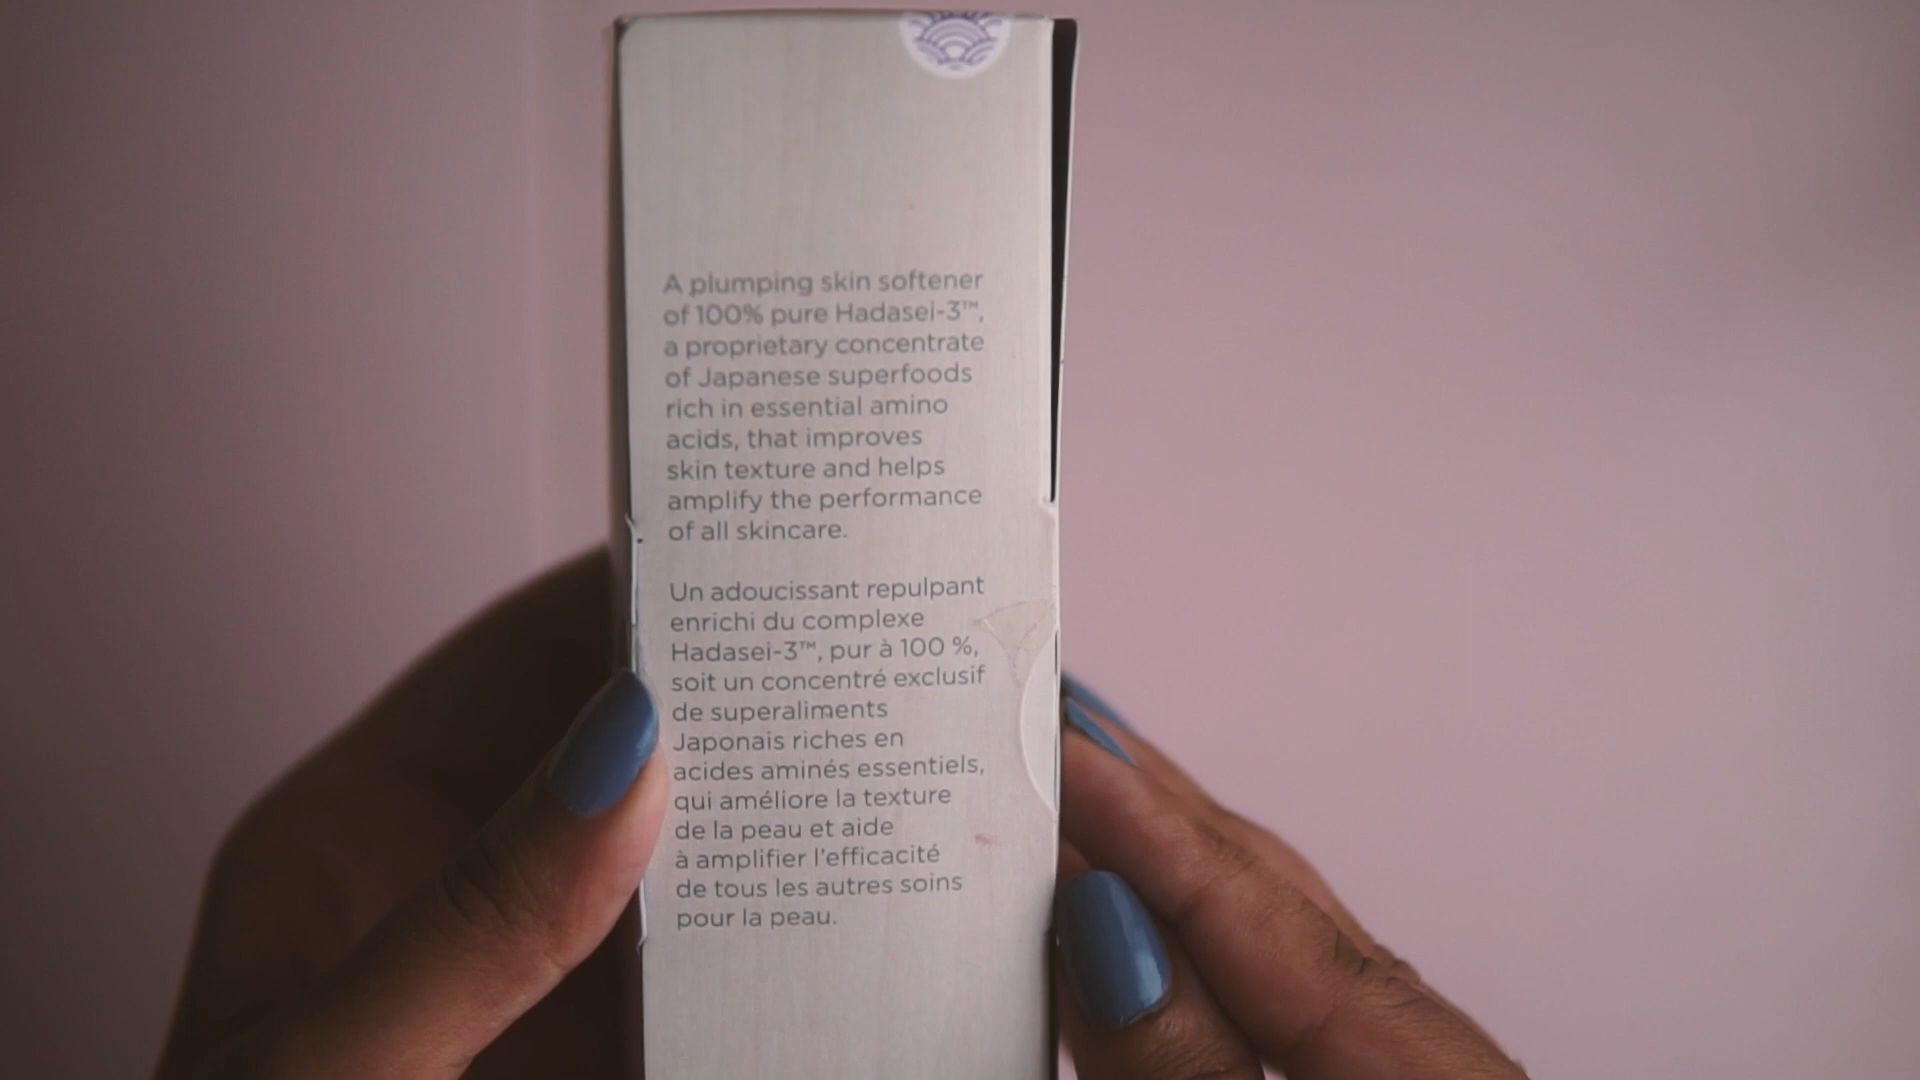 A plumping skin softener
of 100% pure Hadasei-3™,
a proprietary concentrate
of Japanese superfoods
rich in essential amino
acids, that improves
skin texture and helps
amplify the performance
of all skincare.
Un adoucissant repulpant
enrichi du complexe
Hadasei-3™, pur à 100 %,
soit un concentré exclusif
de superaliments
Japonais riches en
acides aminés essentiels,
qui améliore la texture
de la peau et aide
à amplifier l'efficacité
de tous les autres soins
pour la peau.